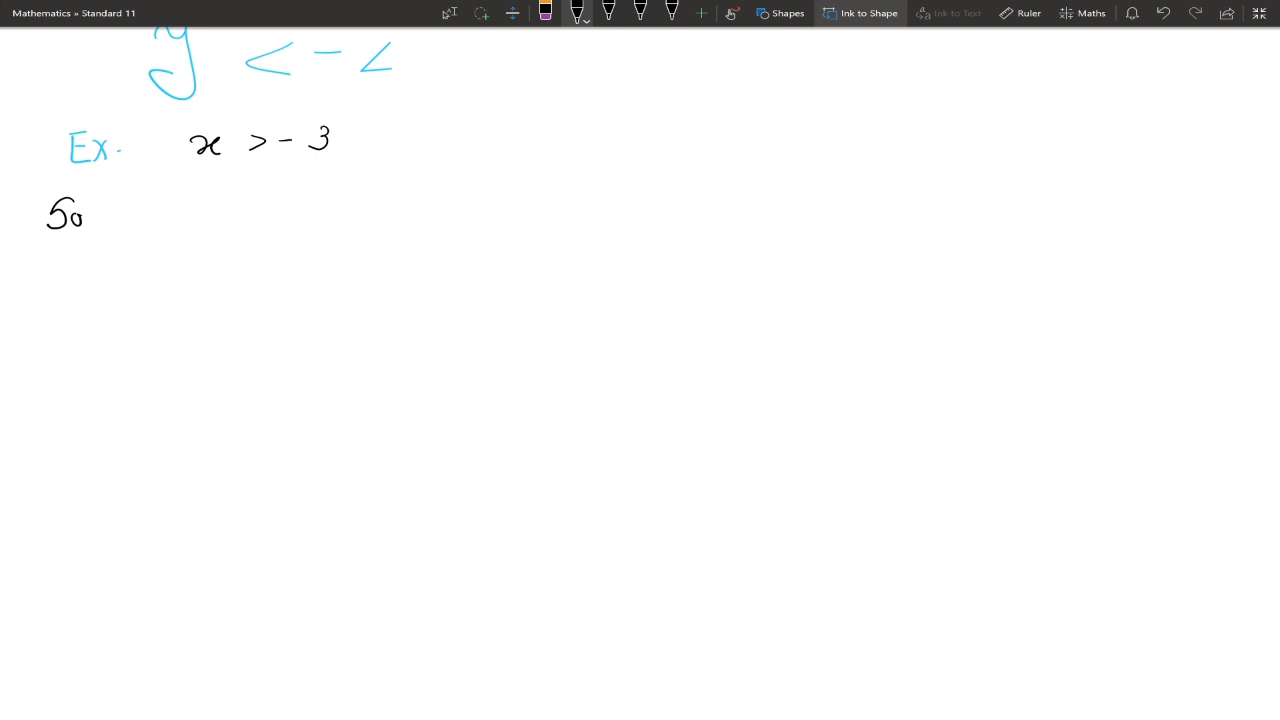 Mathematics » Standard 11
Shapes Ink to Shape Ink to Text Ruler Maths
y < - 2
Ex. x > - 3
So